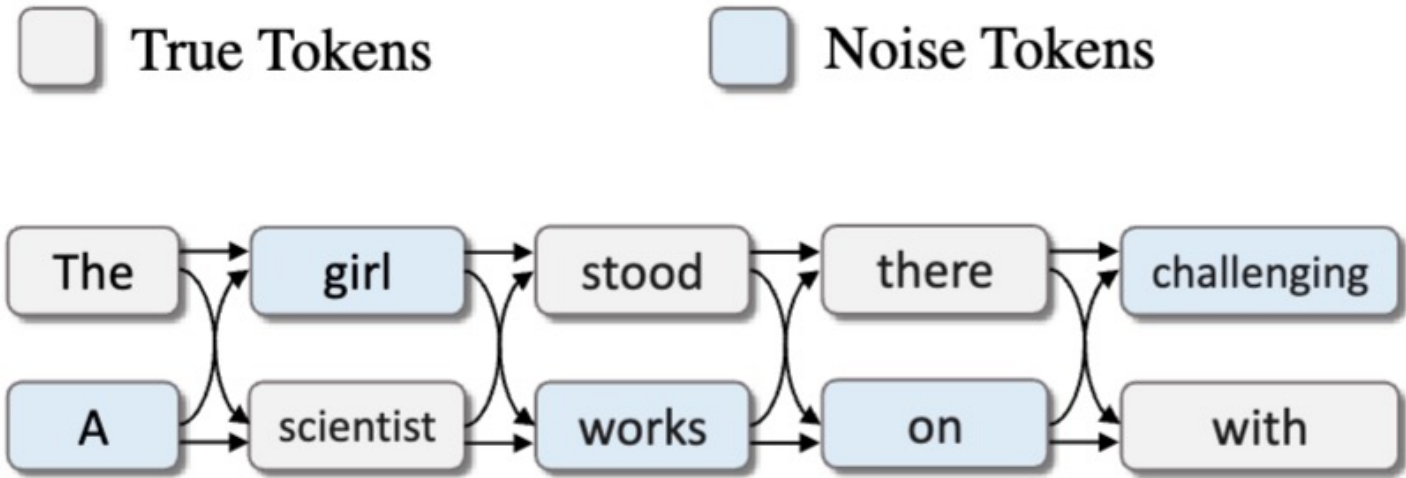 True Tokens Noise Tokens
The girl stood there challenging
A scientist works on with